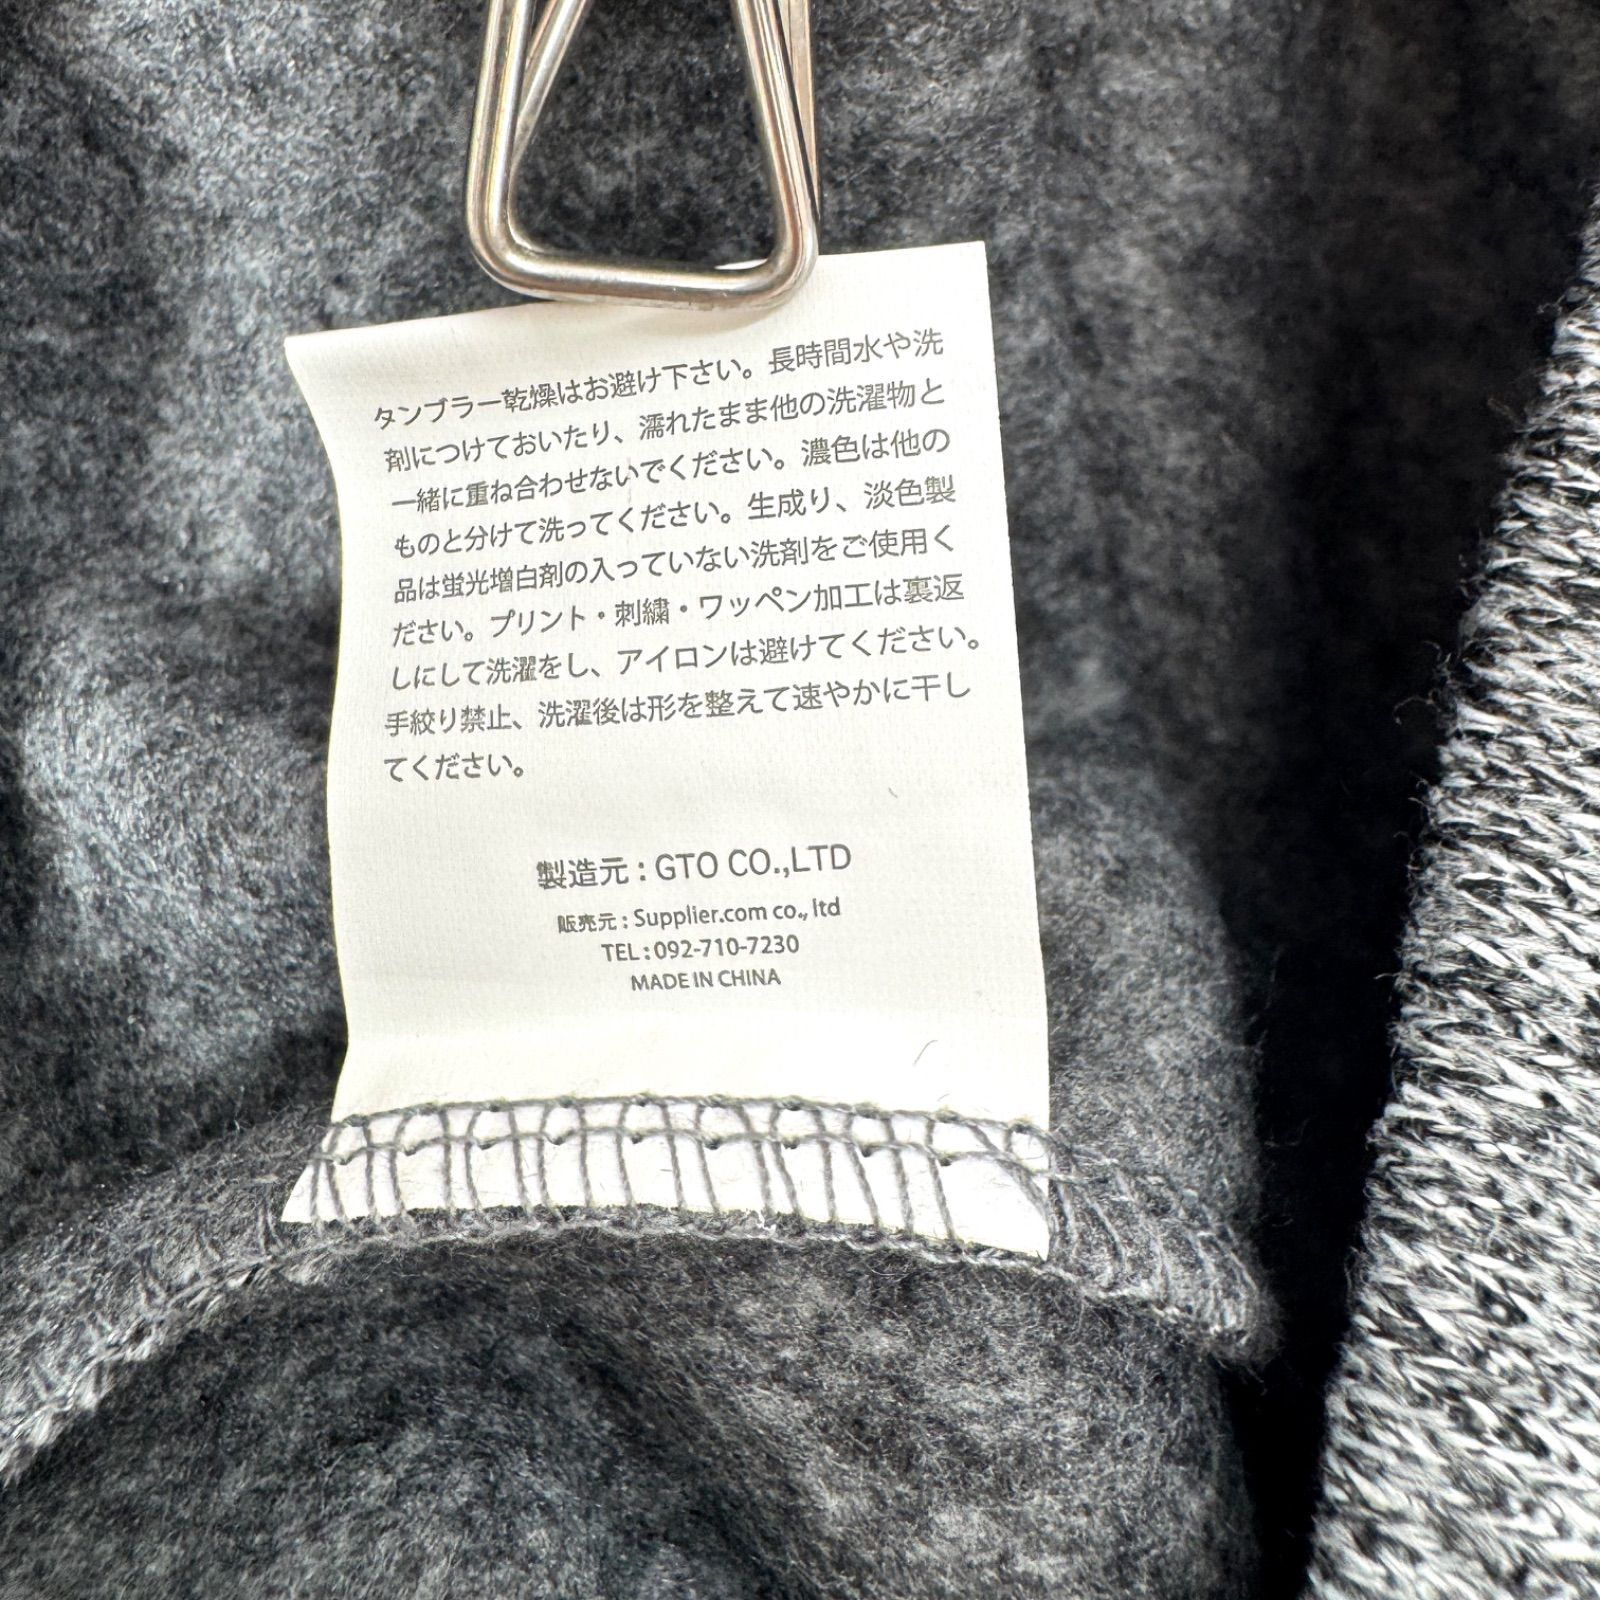 タンブラー乾燥はお避け下さい。長時間水や洗
剤につけておいたり、濡れたまま他の洗濯物と
一緒に重ね合わせないでください。濃色は他の
ものと分けて洗ってください。生成り、淡色製
品は蛍光増白剤の入っていない洗剤をご使用く
ださい。プリント・刺繍・ワッペン加工は裏返
しにして洗濯をし、アイロンは避けてください。
手絞り禁止、洗濯後は形を整えて速やかに干し
てください。
製造元：GTO CO.,LTD
販売元：Supplier.com co., ltd
TEL：092-710-7230
MADE IN CHINA